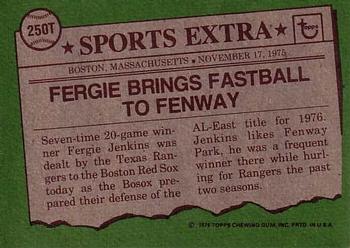 250T
★ SPORTS EXTRA ★
Topps
BOSTON, MASSACHUSETTS • NOVEMBER 17, 1975
FERGIE BRINGS FASTBALL
TO FENWAY
Seven-time 20-game win-
ner Fergie Jenkins was
dealt by the Texas Ran-
gers to the Boston Red Sox
today as the Bosox pre-
pared their defense of the
AL-East title for 1976.
Jenkins likes Fenway
Park, he was a frequent
winner there while hurl-
ing for Rangers the past
two seasons.
© 1976 TOPPS CHEWING GUM, INC. PRTD. IN U.S.A.